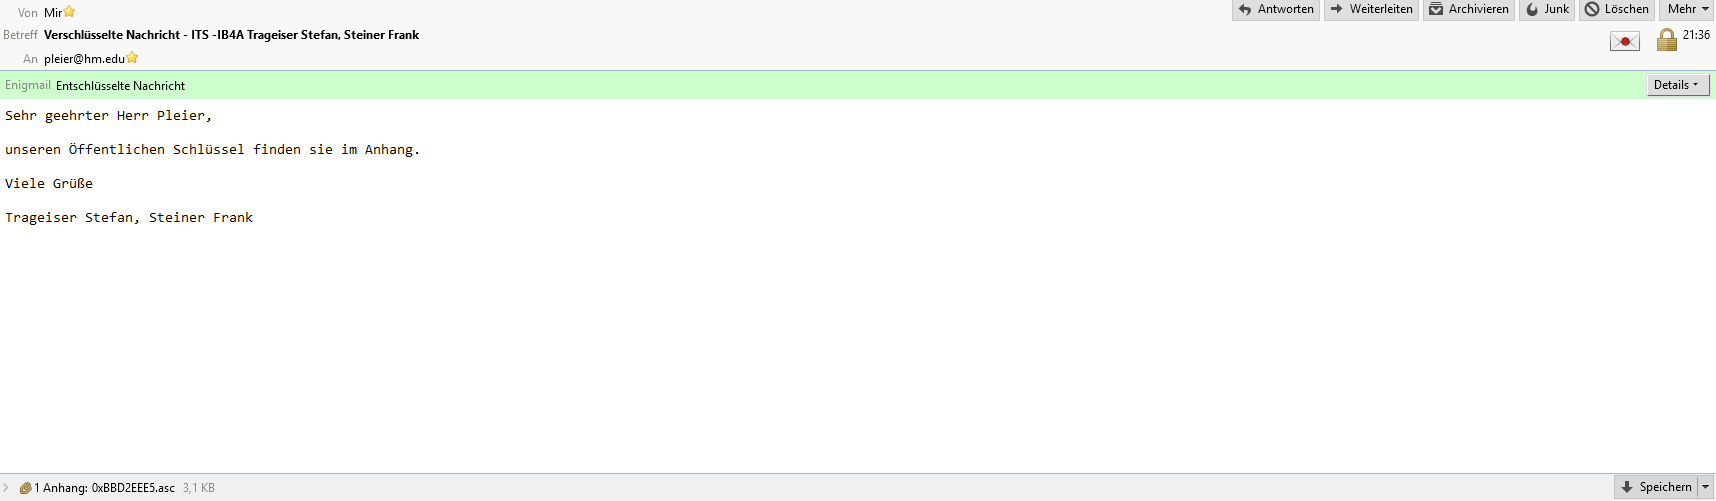 Von Mir
Antworten Weiterleiten Archivieren Junk Löschen Mehr
Betreff Verschlüsselte Nachricht - ITS -IB4A Trageiser Stefan, Steiner Frank
21:36
An pleier@hm.edu
Enigmail Entschlüsselte Nachricht
Details
Sehr geehrter Herr Pleier,
unseren Öffentlichen Schlüssel finden sie im Anhang.
Viele Grüße
Trageiser Stefan, Steiner Frank
1 Anhang: 0xBBD2EEE5.asc 3,1 KB
Speichern